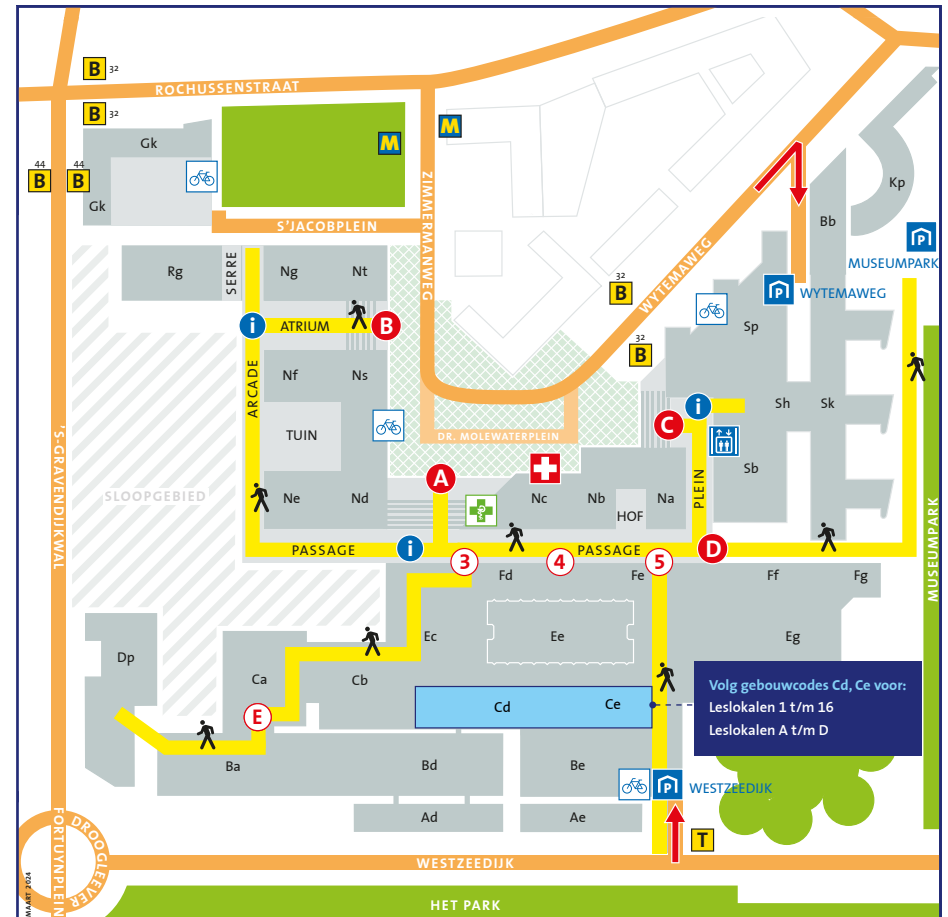 B 32
ROCHUSSENSTRAAT
B 32
M
M
Gk
44
B
44
B
Gk
ZIMMERMANWEG
Kp
Bb
S'JACOBPLEIN
P
MUSEUMPARK
WYTEMAWEG
SERRE
Rg
Ng
Nt
32
B
P
WYTEMAWEG
i
ATRIUM
B
Sp
32
B
ARCADE
Nf
Ns
i
Sh
Sk
TUIN
C
DR. MOLEWATERPLEIN
'S-GRAVENDIJKWAL
Sb
A
SLOOPGEBIED
Ne
Nd
Nc
Nb
Na
PLEIN
HOF
MUSEUMPARK
PASSAGE
i
PASSAGE
D
3
4
5
Fd
Fe
Ff
Fg
Ec
Ee
Eg
Dp
Ca
Cb
Volg gebouwcodes Cd, Ce voor:
Leslokalen 1 t/m 16
Leslokalen A t/m D
Cd
Ce
E
Ba
Bd
Be
P
WESTZEEDIJK
Ad
Ae
T
DROOGLEEVER
FORTUYNPLEIN
WESTZEEDIJK
MAART 2024
HET PARK